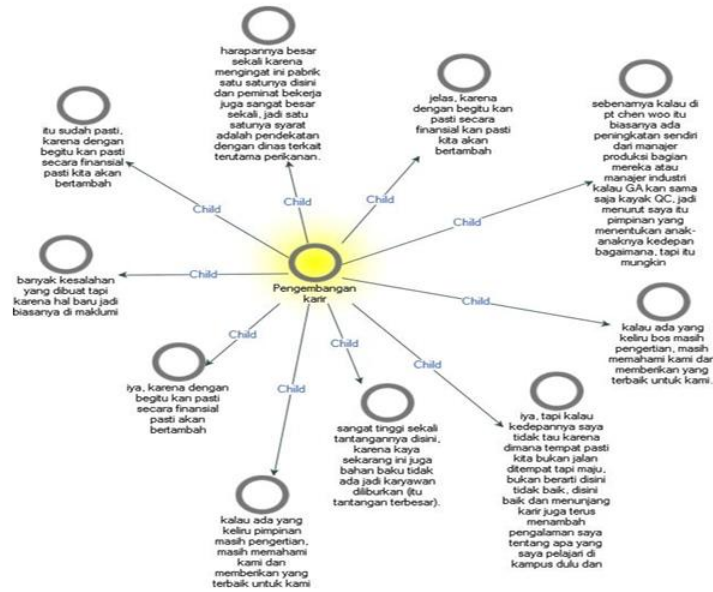 harapannya besar
sekali karena
mengingat ini pabrik
satu satunya disini
dan peminat bekerja
juga sangat besar
sekali, jadi satu
satunya syarat
adalah pendekatan
dengan dinas terkait
terutama perikanan.
jelas, karena
dengan begitu kan
pasti secara
finansial kan pasti
kita akan
bertambah
sebenarnya kalau di
pt chen woo itu
biasanya ada
peningkatan sendiri
dari manajer
produksi bagian
mereka atau
manajer industri
kalau GA kan sama
saja kayak QC, jadi
menurut saya itu
pimpinan yang
menentukan anak-
anaknya kedepan
bagaimana, tapi itu
mungkin
itu sudah pasti,
karena dengan
begitu kan pasti
secara finansial
pasti kita akan
bertambah
Child
Child
Child
Child
Child
Pengembangan
karir
banyak kesalahan
yang dibuat tapi
karena hal baru jadi
biasanya di maklumi
Child
kalau ada yang
keliru bos masih
pengertian, masih
memahami kami dan
memberikan yang
terbaik untuk kami.
Child
Child
Child
Child
iya, karena dengan
begitu kan pasti
secara finansial
pasti akan
bertambah
sangat tinggi sekali
tantangannya disini,
karena kaya
sekarang ini juga
bahan baku tidak
ada jadi karyawan
diliburkan (itu
tantangan terbesar).
iya, tapi kalau
kedepannya saya
tidak tau karena
dimana tempat pasti
kita bukan jalan
ditempat tapi maju,
bukan berarti disini
tidak baik, disini
baik dan menunjang
karir juga terus
menambah
pengalaman saya
tentang apa yang
saya pelajari di
kampus dulu dan
kalau ada yang
keliru pimpinan
masih pengertian,
masih memahami
kami dan
memberikan yang
terbaik untuk kami